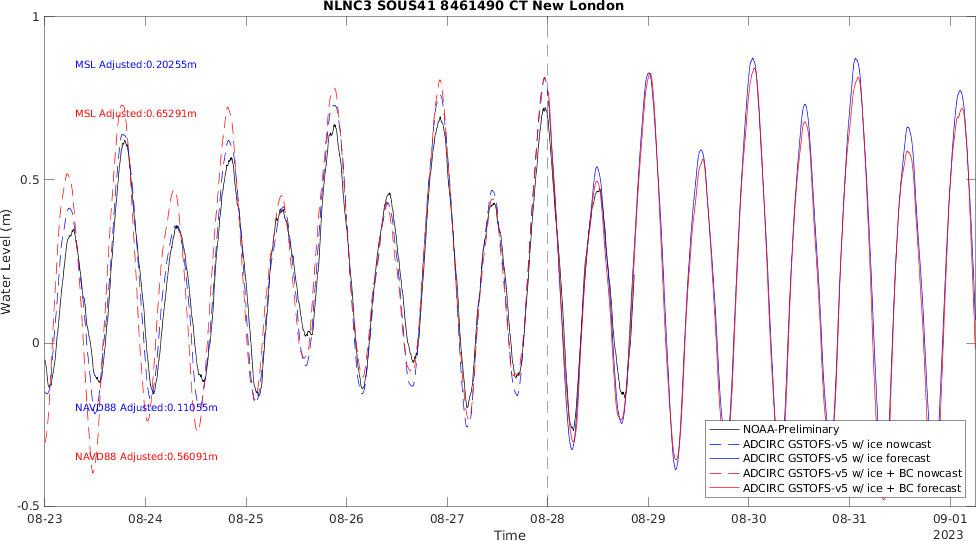 NLNC3 SOUS41 8461490 CT New London
1
MSL Adjusted:0.20255m
MSL Adjusted:0.65291m
0.5
Water Level (m)
0
NAVD88 Adjusted:0.11055m
NAVD88 Adjusted:0.56091m
NOAA-Preliminary
ADCIRC GSTOFS-v5 w/ ice nowcast
ADCIRC GSTOFS-v5 w/ ice forecast
ADCIRC GSTOFS-v5 w/ ice + BC nowcast
ADCIRC GSTOFS-v5 w/ ice + BC forecast
-0.5
08-23 08-24 08-25 08-26 08-27 08-28 08-29 08-30 08-31 09-01
Time
2023